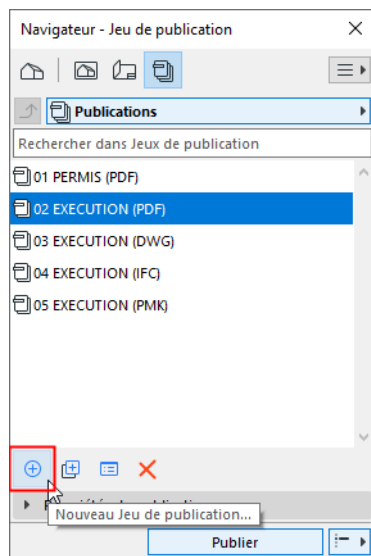 Navigateur - Jeu de publication
Publications
Rechercher dans Jeux de publication
01 PERMIS (PDF)
02 EXECUTION (PDF)
03 EXECUTION (DWG)
04 EXECUTION (IFC)
05 EXECUTION (PMK)
Nouveau Jeu de publication...
Publier